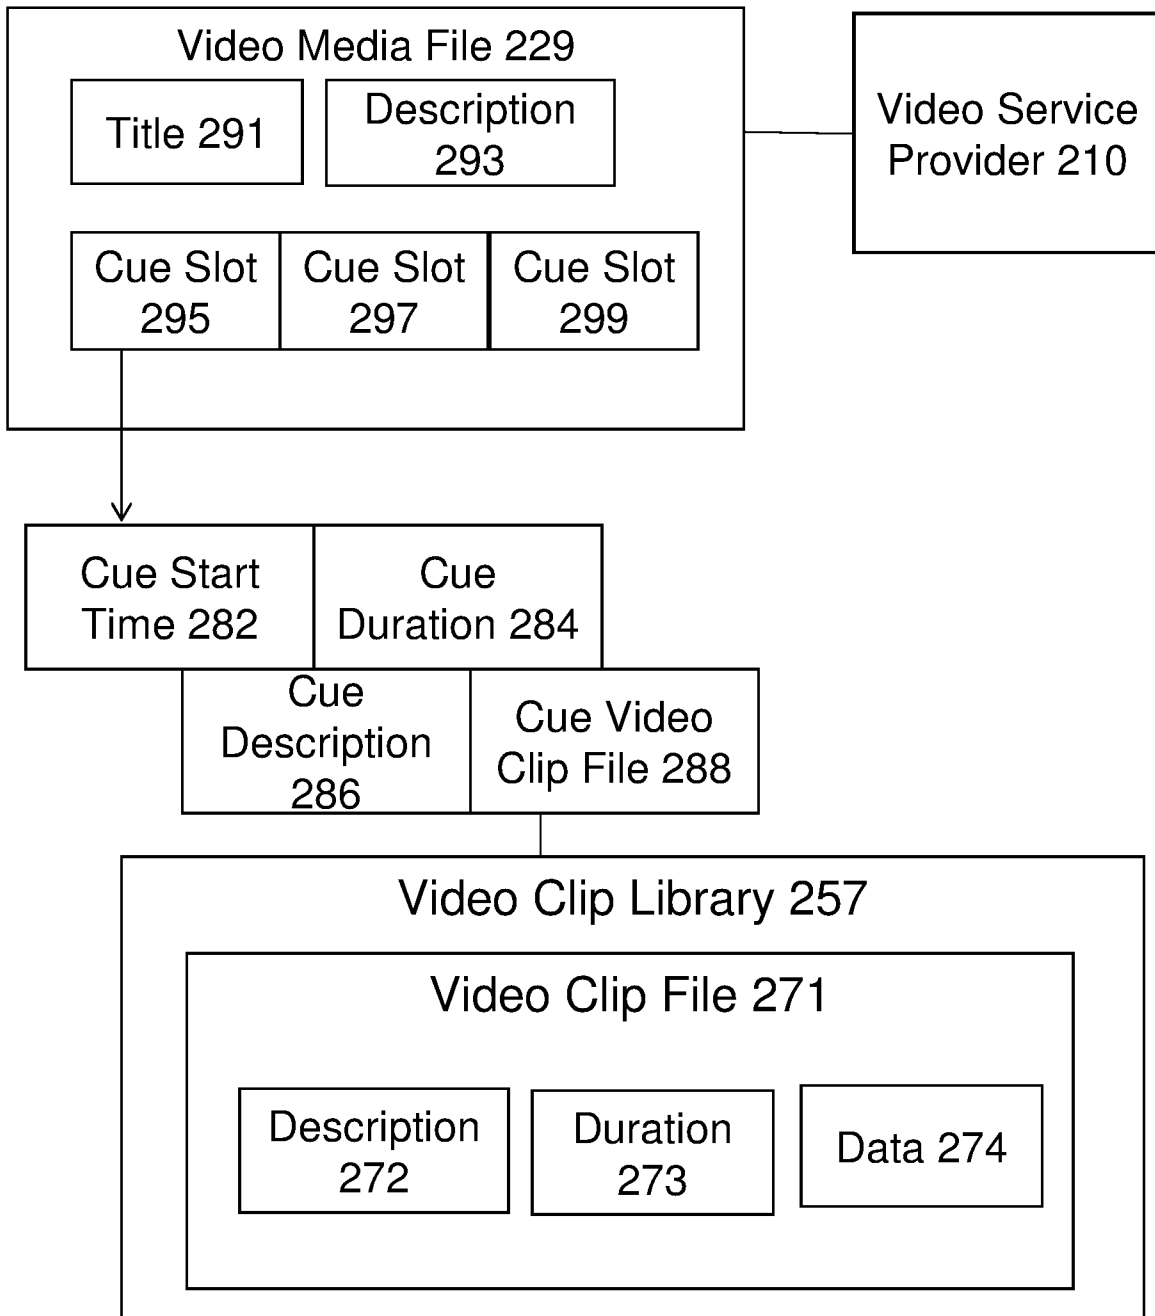 Video Media File 229
Title 291
Description
293
Video Service
Provider 210
Cue Slot
295
Cue Slot
297
Cue Slot
299
Cue Start
Time 282
Cue
Duration 284
Cue
Description
286
Cue Video
Clip File 288
Video Clip Library 257
Video Clip File 271
Description
272
Duration
273
Data 274